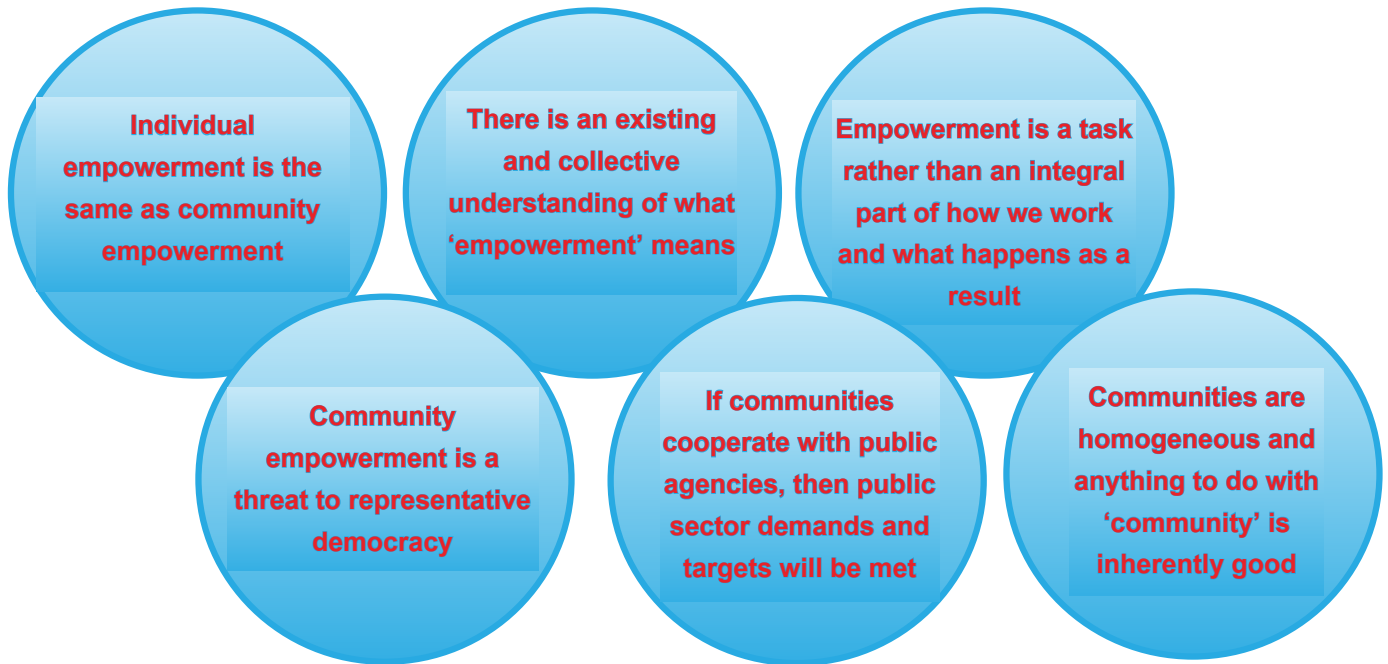 Individual
empowerment is the
same as community
empowerment
There is an existing
and collective
understanding of what
‘empowerment’ means
Empowerment is a task
rather than an integral
part of how we work
and what happens as a
result
Community
empowerment is a
threat to representative
democracy
If communities
cooperate with public
agencies, then public
sector demands and
targets will be met
Communities are
homogeneous and
anything to do with
‘community’ is
inherently good